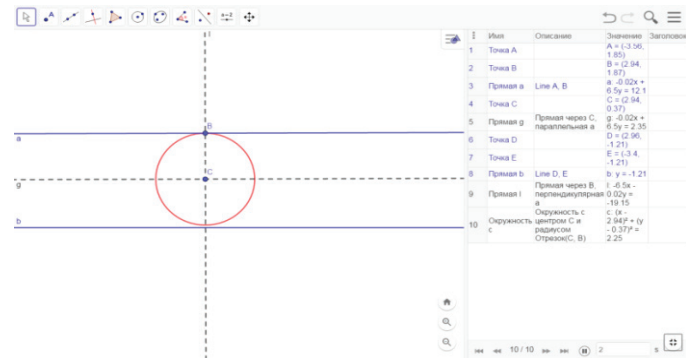 a=2
l
B
a
C
g
b
Имя Описание Значение Заголовок
1 Точка A A = (-3.56,
1.85)
2 Точка B B = (2.94,
1.87)
3 Прямая a Line A, B a: -0.02x +
6.5y = 12.1
4 Точка C C = (2.94,
0.37)
5 Прямая g Прямая через C,
параллельная a g: -0.02x +
6.5y = 2.35
6 Точка D D = (2.96,
-1.21)
7 Точка E E = (-3.4,
-1.21)
8 Прямая b Line D, E b: y = -1.21
9 Прямая l Прямая через B,
перпендикулярная
a l: -6.5x -
0.02y =
-19.15
10 Окружность
c Окружность с
центром C и
радиусом
Отрезок(C, B) c: (x -
2.94)² + (y
- 0.37)² =
2.25
10 / 10 2 s